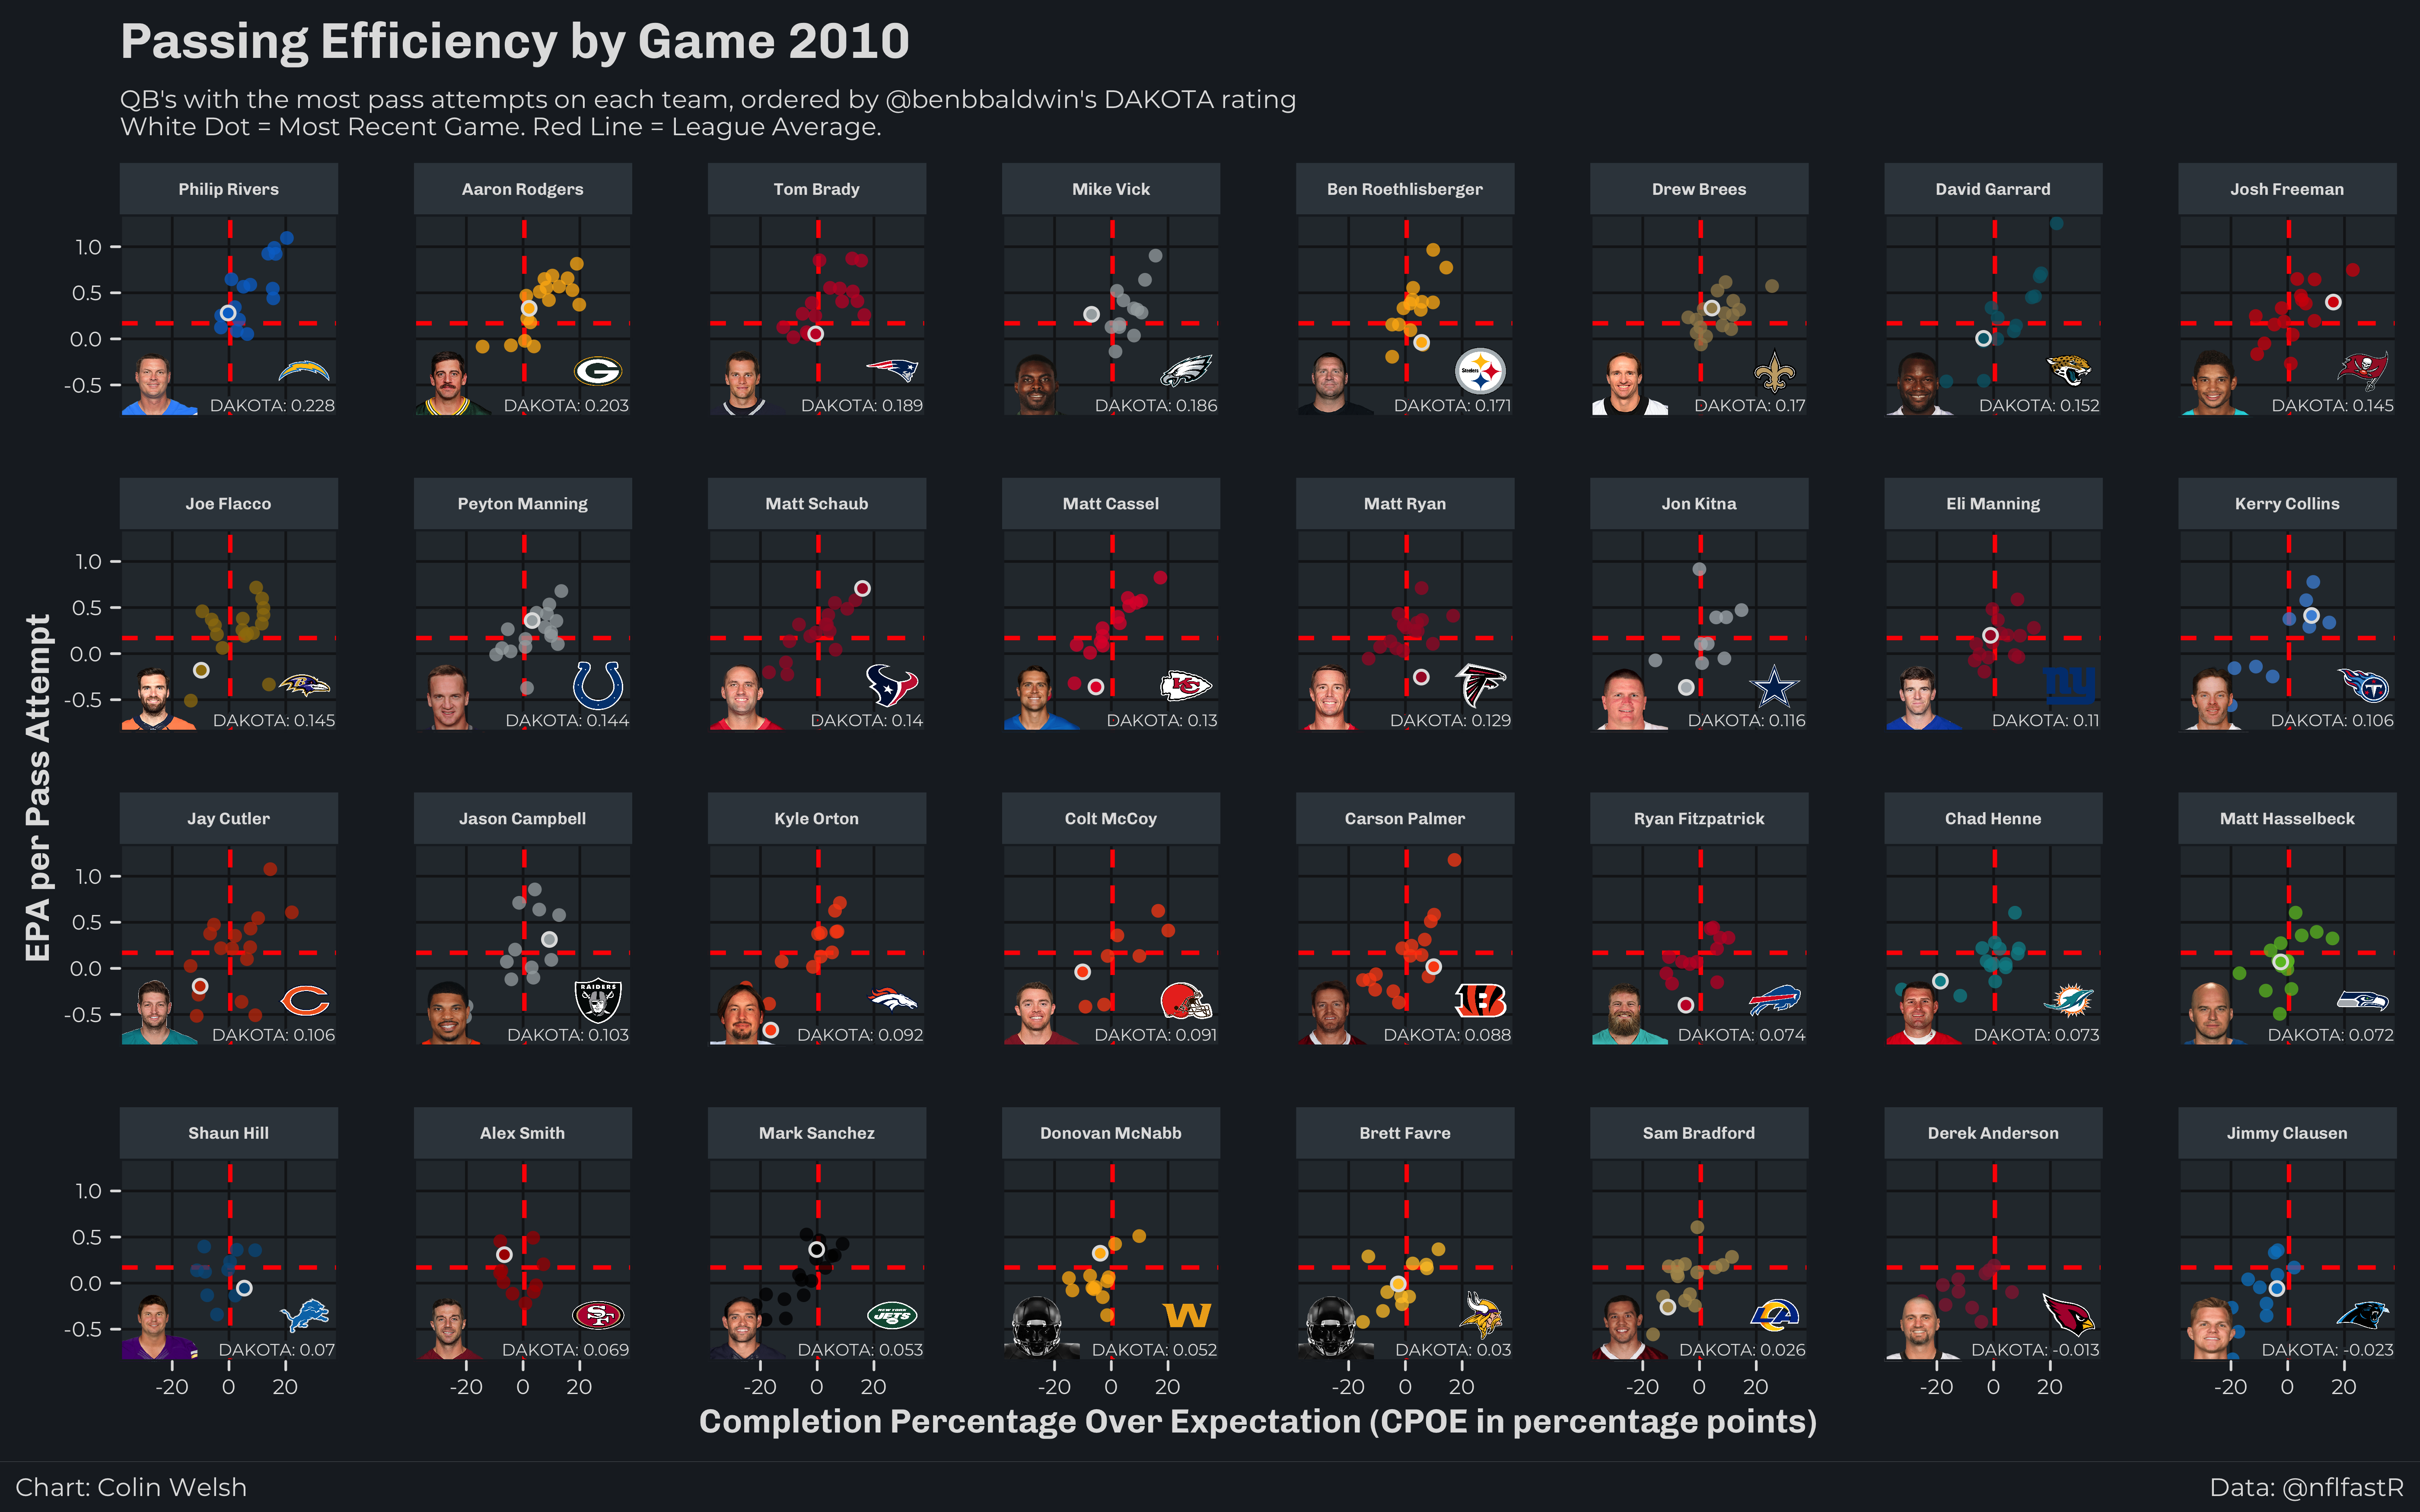 Passing Efficiency by Game 2010
QB's with the most pass attempts on each team, ordered by @benbbaldwin's DAKOTA rating
White Dot = Most Recent Game. Red Line = League Average.
Philip Rivers
Aaron Rodgers
Tom Brady
Mike Vick
Ben Roethlisberger
Drew Brees
David Garrard
Josh Freeman
1.0
0.5
0.0
-0.5
Steelers
DAKOTA: 0.228
DAKOTA: 0.203
DAKOTA: 0.189
DAKOTA: 0.186
DAKOTA: 0.171
DAKOTA: 0.17
DAKOTA: 0.152
DAKOTA: 0.145
Joe Flacco
Peyton Manning
Matt Schaub
Matt Cassel
Matt Ryan
Jon Kitna
Eli Manning
Kerry Collins
1.0
0.5
0.0
-0.5
KC
ny
DAKOTA: 0.145
DAKOTA: 0.144
DAKOTA: 0.14
DAKOTA: 0.13
DAKOTA: 0.129
DAKOTA: 0.116
DAKOTA: 0.11
DAKOTA: 0.106
EPA per Pass Attempt
Jay Cutler
Jason Campbell
Kyle Orton
Colt McCoy
Carson Palmer
Ryan Fitzpatrick
Chad Henne
Matt Hasselbeck
1.0
0.5
0.0
-0.5
RAIDERS
DAKOTA: 0.106
DAKOTA: 0.103
DAKOTA: 0.092
DAKOTA: 0.091
DAKOTA: 0.088
DAKOTA: 0.074
DAKOTA: 0.073
DAKOTA: 0.072
Shaun Hill
Alex Smith
Mark Sanchez
Donovan McNabb
Brett Favre
Sam Bradford
Derek Anderson
Jimmy Clausen
1.0
0.5
0.0
-0.5
SF
NEW YORK
JETS
W
DAKOTA: 0.07
DAKOTA: 0.069
DAKOTA: 0.053
DAKOTA: 0.052
DAKOTA: 0.03
DAKOTA: 0.026
DAKOTA: -0.013
DAKOTA: -0.023
-20 0 20
-20 0 20
-20 0 20
-20 0 20
-20 0 20
-20 0 20
-20 0 20
-20 0 20
Completion Percentage Over Expectation (CPOE in percentage points)
Chart: Colin Welsh
Data: @nflfastR